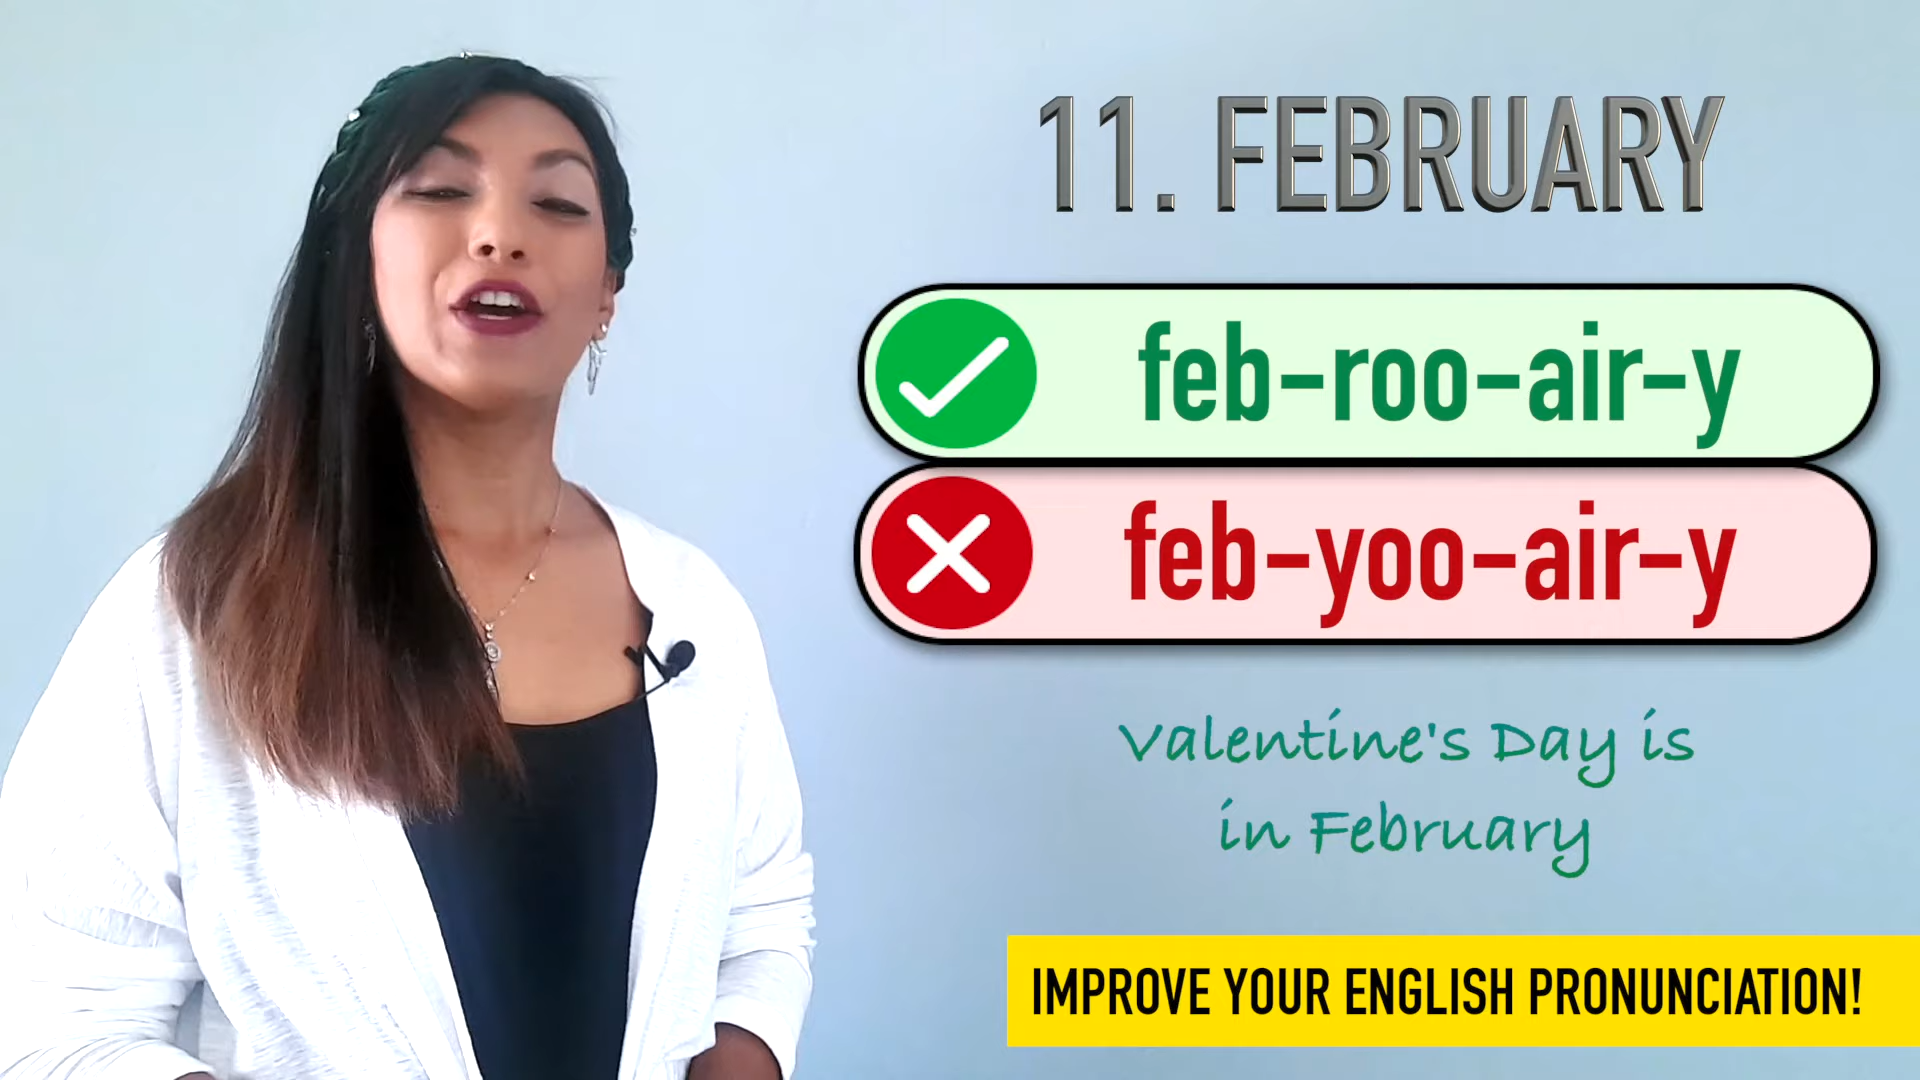 11. FEBRUARY
feb-roo-air-y
feb-yoo-air-y
Valentine's Day is
in February
IMPROVE YOUR ENGLISH PRONUNCIATION!